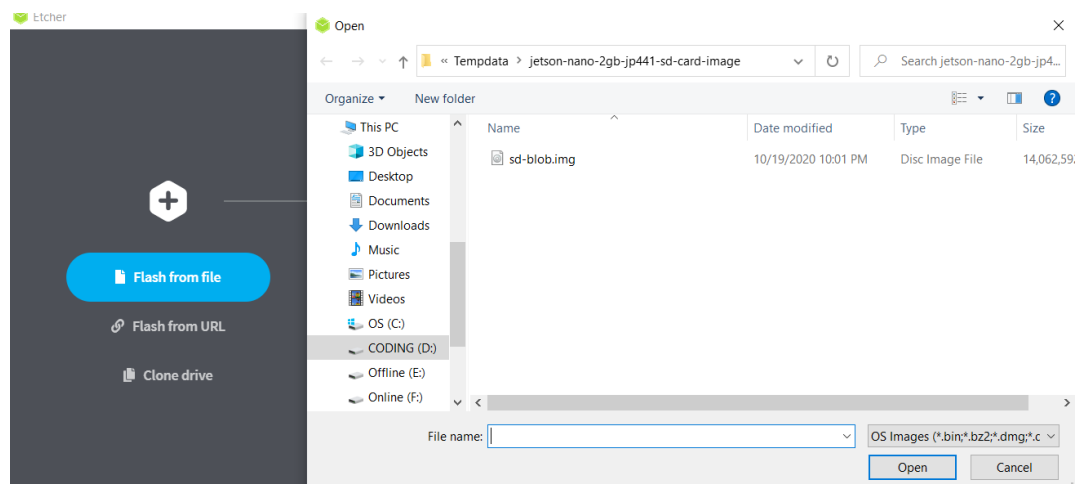 Etcher
Open
« Tempdata > jetson-nano-2gb-jp441-sd-card-image
Search jetson-nano-2gb-jp4...
Organize
New folder
?
This PC
3D Objects
Desktop
Documents
Downloads
Music
Pictures
Videos
OS (C:)
CODING (D:)
Offline (E:)
Online (F:)
Name Date modified Type Size
sd-blob.img 10/19/2020 10:01 PM Disc Image File 14,062,59
Flash from file
Flash from URL
Clone drive
File name:
OS Images (*.bin;*.bz2;*.dmg;*.c
Open
Cancel